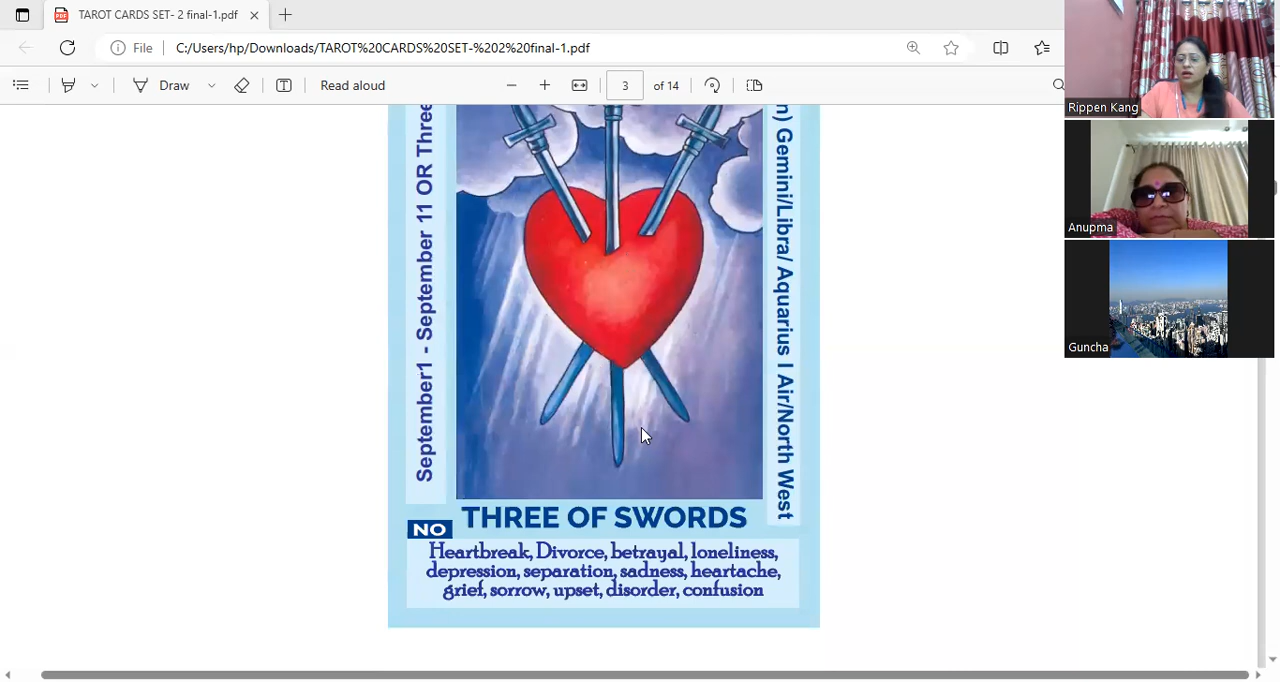 TAROT CARDS SET- 2 final-1.pdf
File
C:/Users/hp/Downloads/TAROT%20CARDS%20SET-%202%20final-1.pdf
Draw
Read aloud
3
of 14
Rippen Kang
Anupma
Guncha
September1 - September 11 OR Three
n) Gemini/Libra/ Aquarius I Air/North West
THREE OF SWORDS
NO
Heartbreak, Divorce, betrayal, loneliness,
depression, separation, sadness, heartache,
grief, sorrow, upset, disorder, confusion